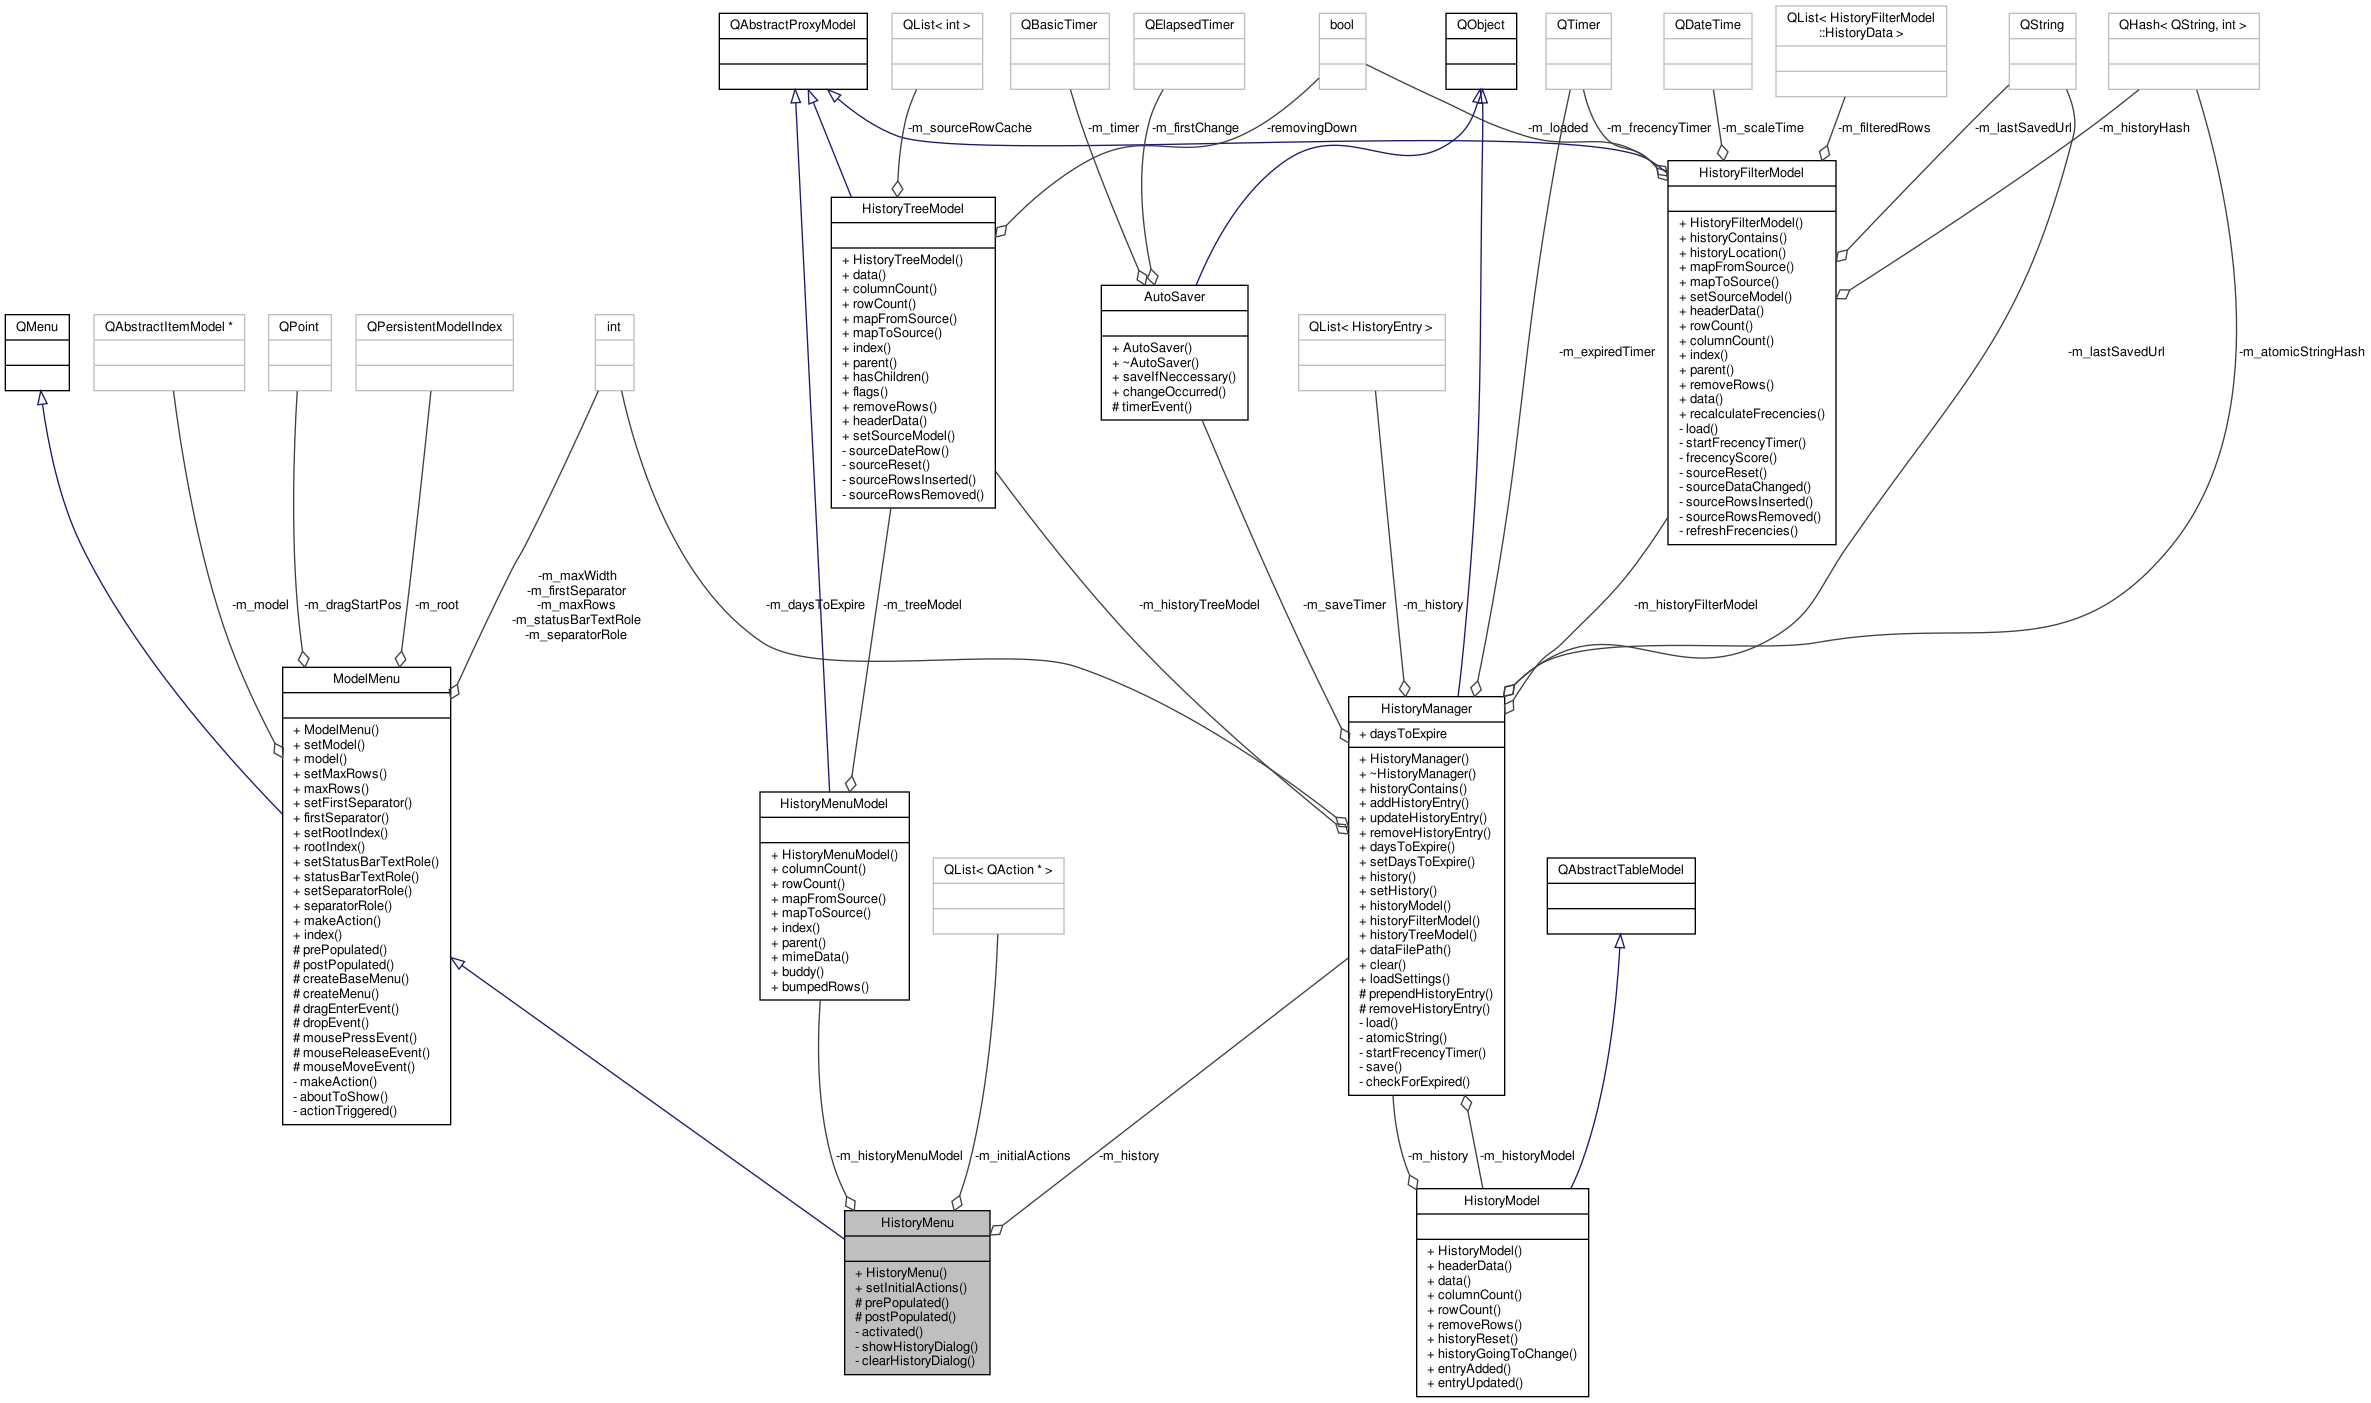 QAbstractProxyModel
QList< int >
QBasicTimer
QElapsedTimer
bool
QObject
QTimer
QDateTime
QList< HistoryFilterModel
::HistoryData >
QString
QHash< QString, int >
-m_sourceRowCache
-m_timer
-m_firstChange
-removingDown
-m_loaded
-m_frecencyTimer
-m_scaleTime
-m_filteredRows
-m_lastSavedUrl
-m_historyHash
HistoryFilterModel
+ HistoryFilterModel()
+ historyContains()
+ historyLocation()
+ mapFromSource()
+ mapToSource()
+ setSourceModel()
+ headerData()
+ rowCount()
+ columnCount()
+ index()
+ parent()
+ removeRows()
+ data()
+ recalculateFrecencies()
- load()
- startFrecencyTimer()
- frecencyScore()
- sourceReset()
- sourceDataChanged()
- sourceRowsInserted()
- sourceRowsRemoved()
- refreshFrecencies()
HistoryTreeModel
+ HistoryTreeModel()
+ data()
+ columnCount()
+ rowCount()
+ mapFromSource()
+ mapToSource()
+ index()
+ parent()
+ hasChildren()
+ flags()
+ removeRows()
+ headerData()
+ setSourceModel()
- sourceDateRow()
- sourceReset()
- sourceRowsInserted()
- sourceRowsRemoved()
AutoSaver
+ AutoSaver()
+ ~AutoSaver()
+ saveIfNeccessary()
+ changeOccurred()
# timerEvent()
QMenu
QAbstractItemModel *
QPoint
QPersistentModelIndex
int
QList< HistoryEntry >
-m_expiredTimer
-m_lastSavedUrl
-m_atomicStringHash
-m_model
-m_dragStartPos
-m_root
-m_maxWidth
-m_firstSeparator
-m_maxRows
-m_statusBarTextRole
-m_separatorRole
-m_daysToExpire
-m_treeModel
-m_historyTreeModel
-m_saveTimer
-m_history
-m_historyFilterModel
ModelMenu
+ ModelMenu()
+ setModel()
+ model()
+ setMaxRows()
+ maxRows()
+ setFirstSeparator()
+ firstSeparator()
+ setRootIndex()
+ rootIndex()
+ setStatusBarTextRole()
+ statusBarTextRole()
+ setSeparatorRole()
+ separatorRole()
+ makeAction()
+ index()
# prePopulated()
# postPopulated()
# createBaseMenu()
# createMenu()
# dragEnterEvent()
# dropEvent()
# mousePressEvent()
# mouseReleaseEvent()
# mouseMoveEvent()
- makeAction()
- aboutToShow()
- actionTriggered()
HistoryManager
+ daysToExpire
+ HistoryManager()
+ ~HistoryManager()
+ historyContains()
+ addHistoryEntry()
+ updateHistoryEntry()
+ removeHistoryEntry()
+ daysToExpire()
+ setDaysToExpire()
+ history()
+ setHistory()
+ historyModel()
+ historyFilterModel()
+ historyTreeModel()
+ dataFilePath()
+ clear()
+ loadSettings()
# prependHistoryEntry()
# removeHistoryEntry()
- load()
- atomicString()
- startFrecencyTimer()
- save()
- checkForExpired()
HistoryMenuModel
+ HistoryMenuModel()
+ columnCount()
+ rowCount()
+ mapFromSource()
+ mapToSource()
+ index()
+ parent()
+ mimeData()
+ buddy()
+ bumpedRows()
QList< QAction * >
QAbstractTableModel
-m_historyMenuModel
-m_initialActions
-m_history
-m_history
-m_historyModel
HistoryMenu
+ HistoryMenu()
+ setInitialActions()
# prePopulated()
# postPopulated()
- activated()
- showHistoryDialog()
- clearHistoryDialog()
HistoryModel
+ HistoryModel()
+ headerData()
+ data()
+ columnCount()
+ rowCount()
+ removeRows()
+ historyReset()
+ historyGoingToChange()
+ entryAdded()
+ entryUpdated()